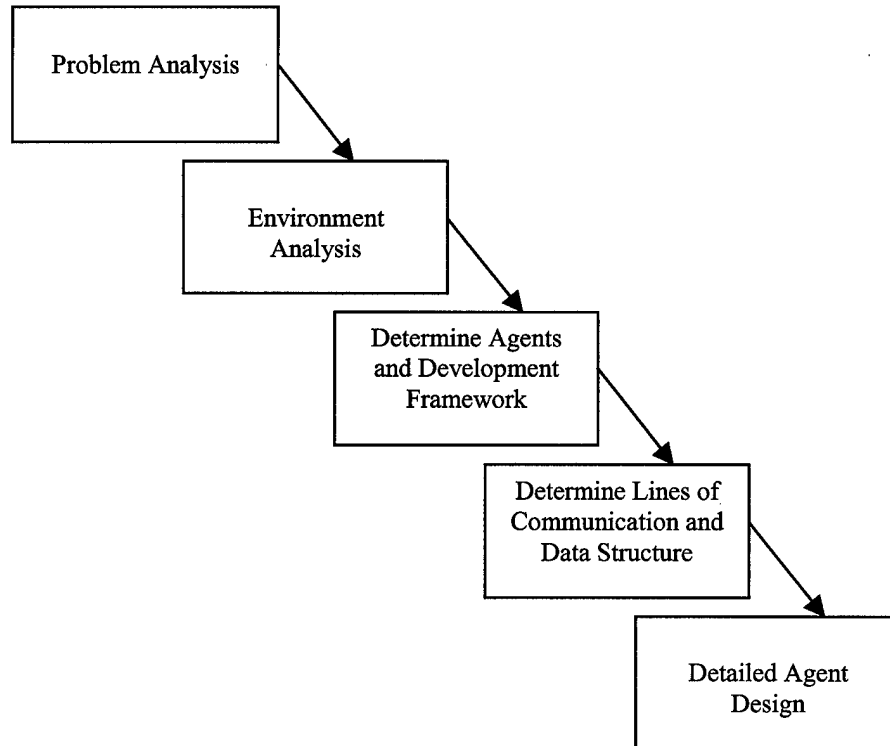 Problem Analysis
Environment
Analysis
Determine Agents
and Development
Framework
Determine Lines of
Communication and
Data Structure
Detailed Agent
Design